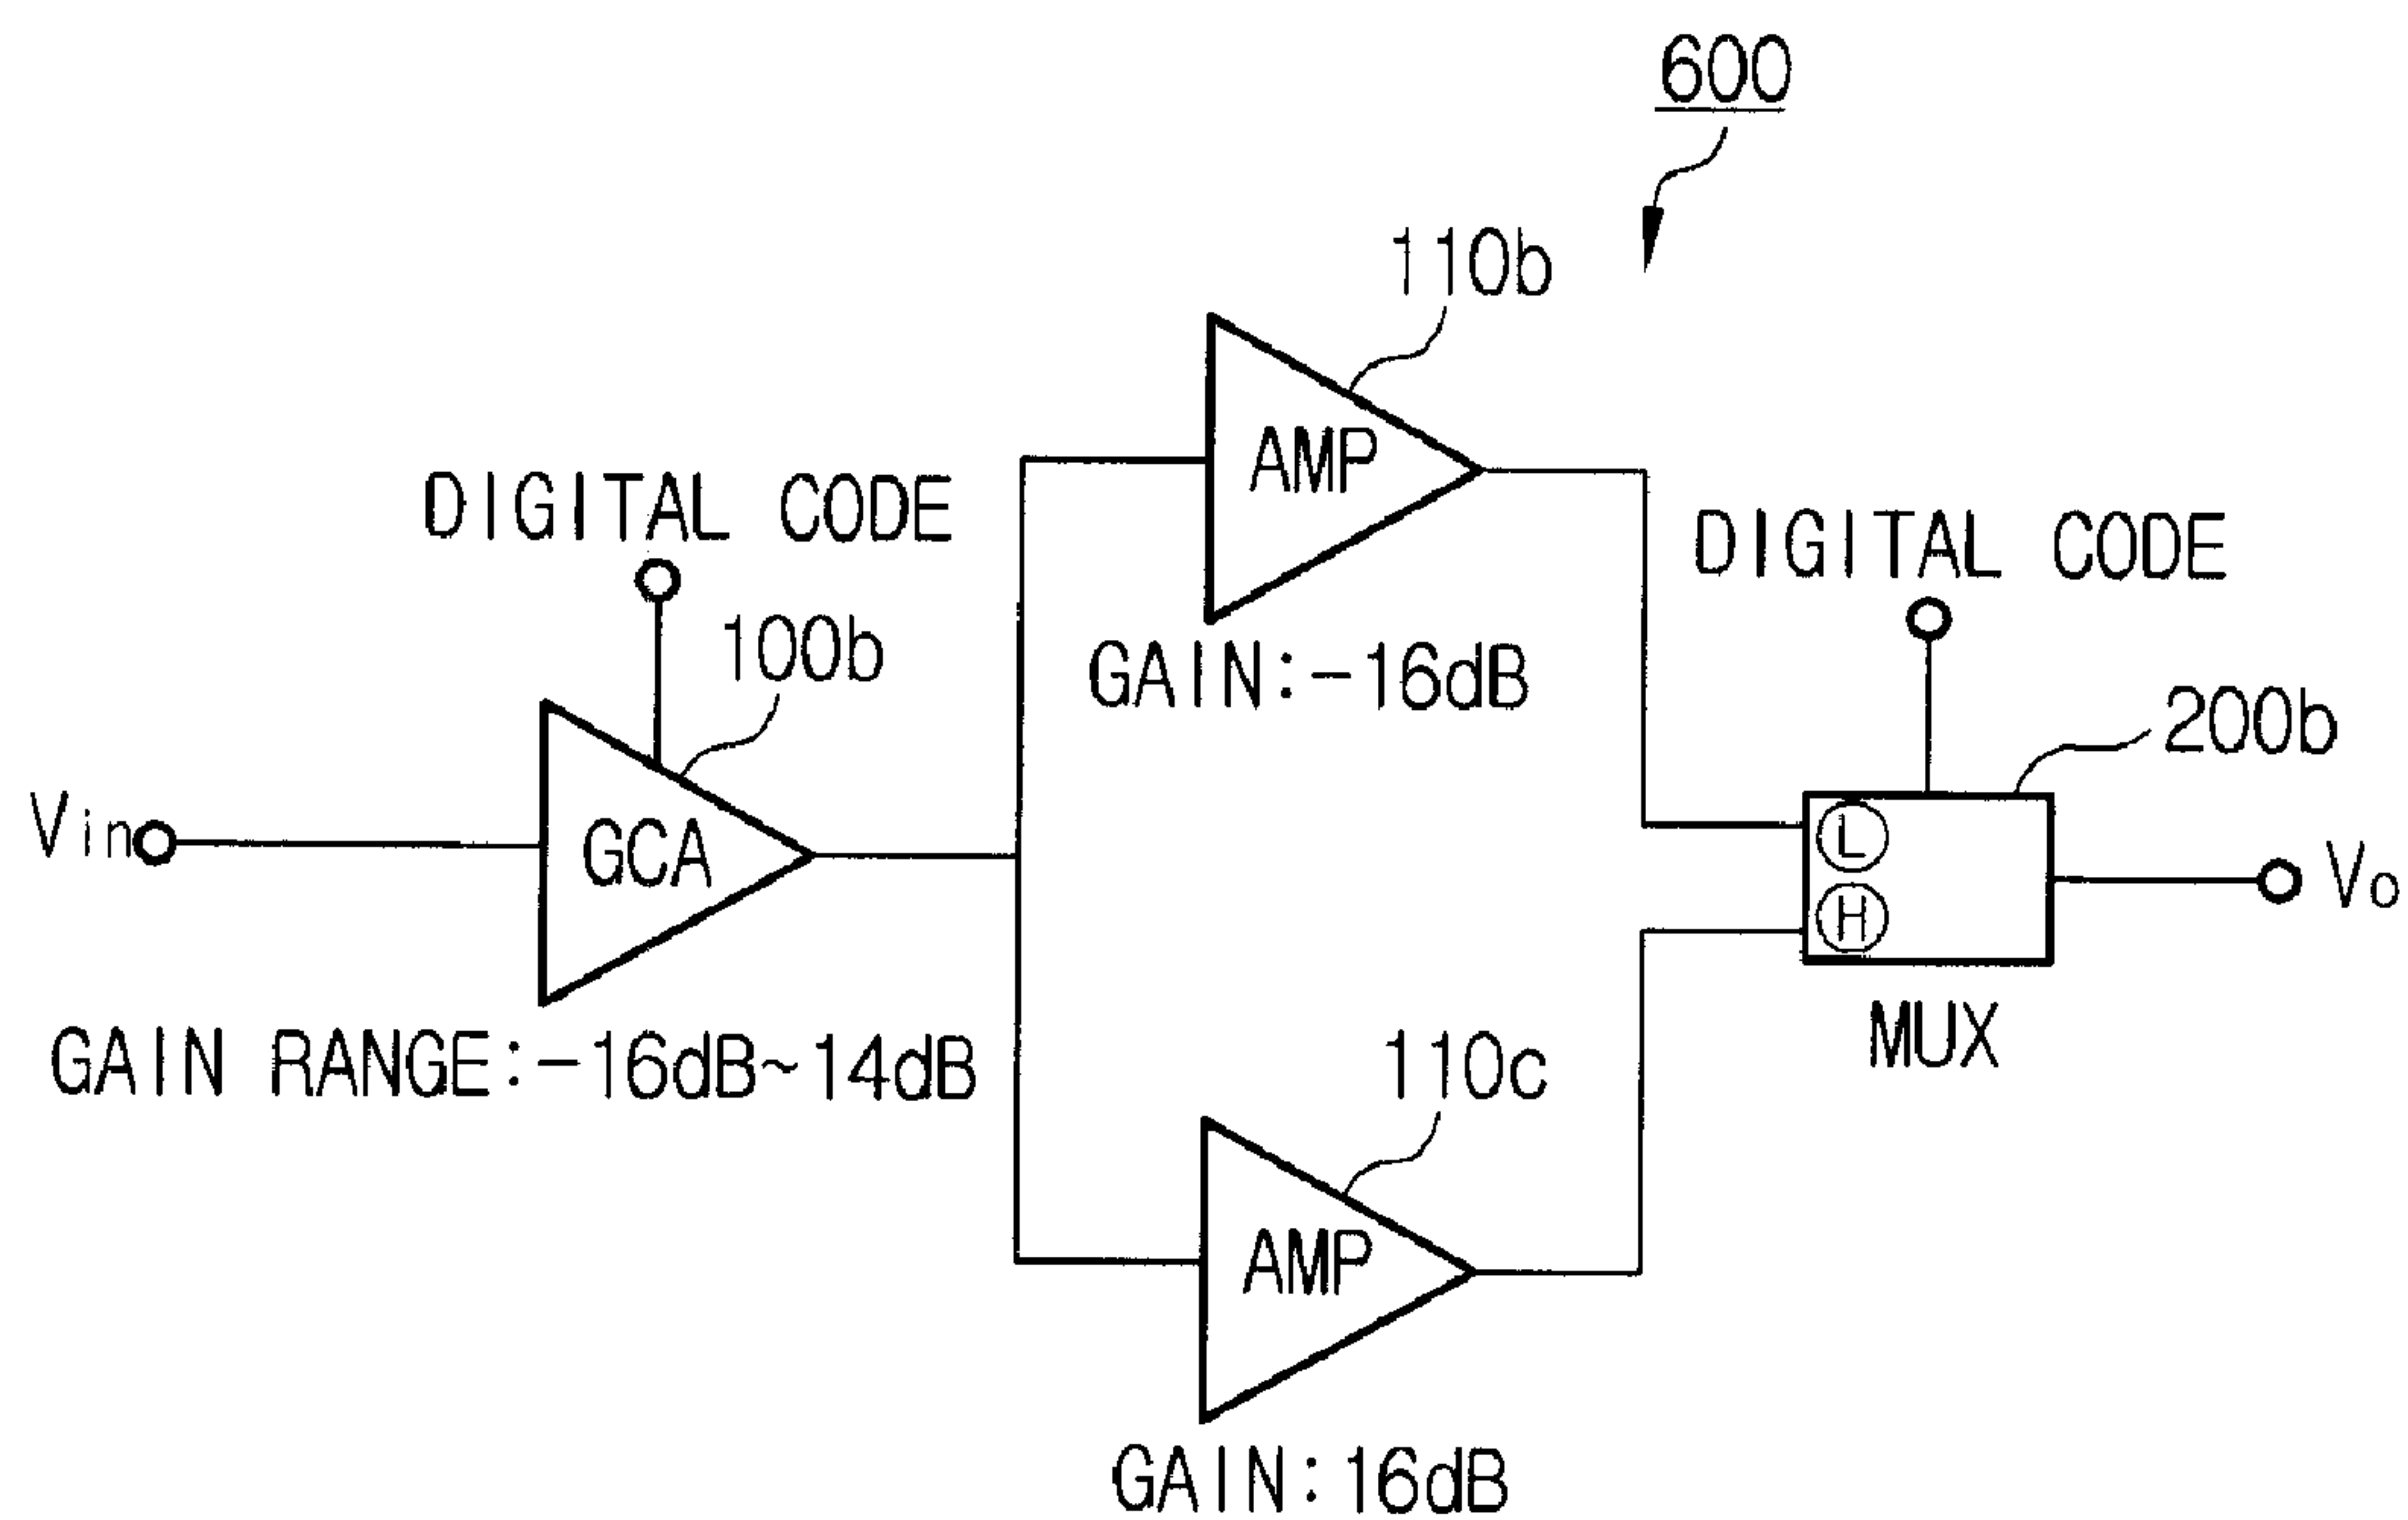 600
110b
AMP
DIGITAL CODE
DIGITAL CODE
100b
GAIN:-16dB
200b
Vin
GCA
L
Vo
H
GAIN RANGE:-16dB~14dB
MUX
110c
AMP
GAIN:16dB